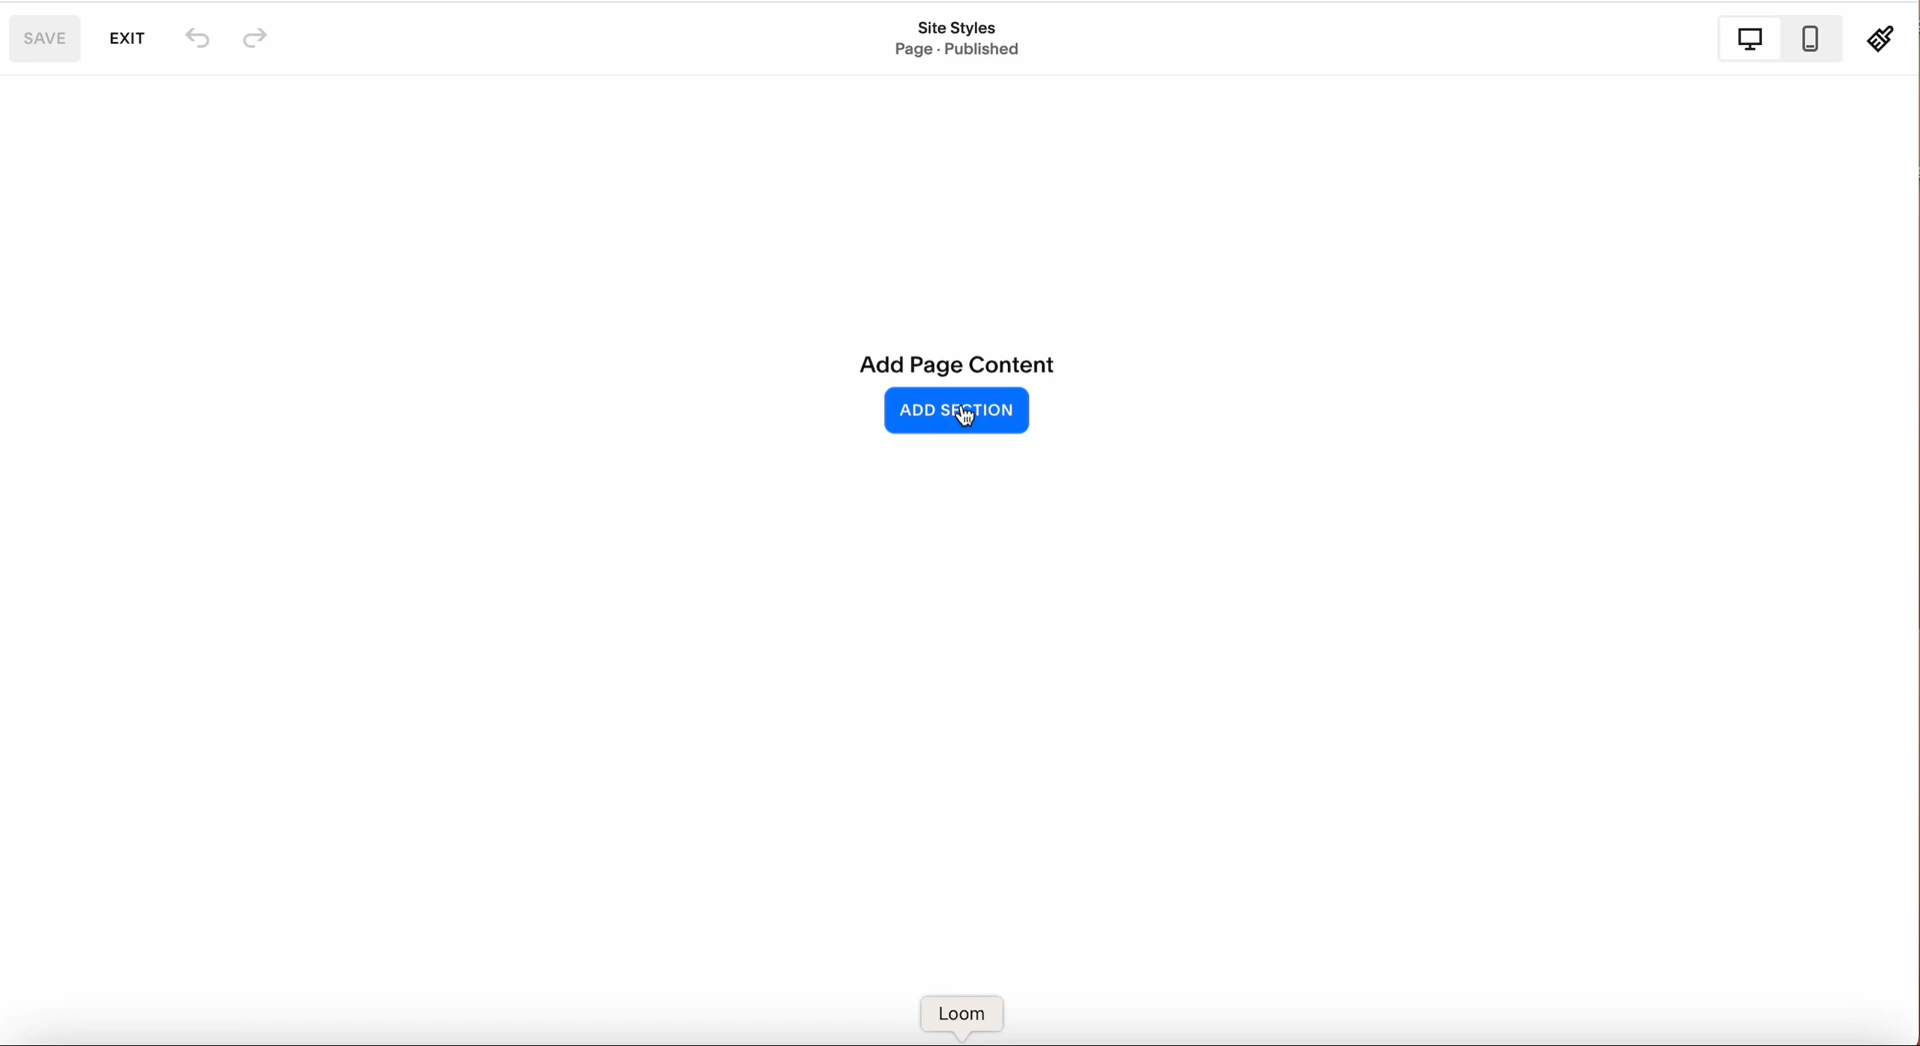 SAVE
EXIT
Site Styles
Page · Published
Add Page Content
ADD SECTION
Loom